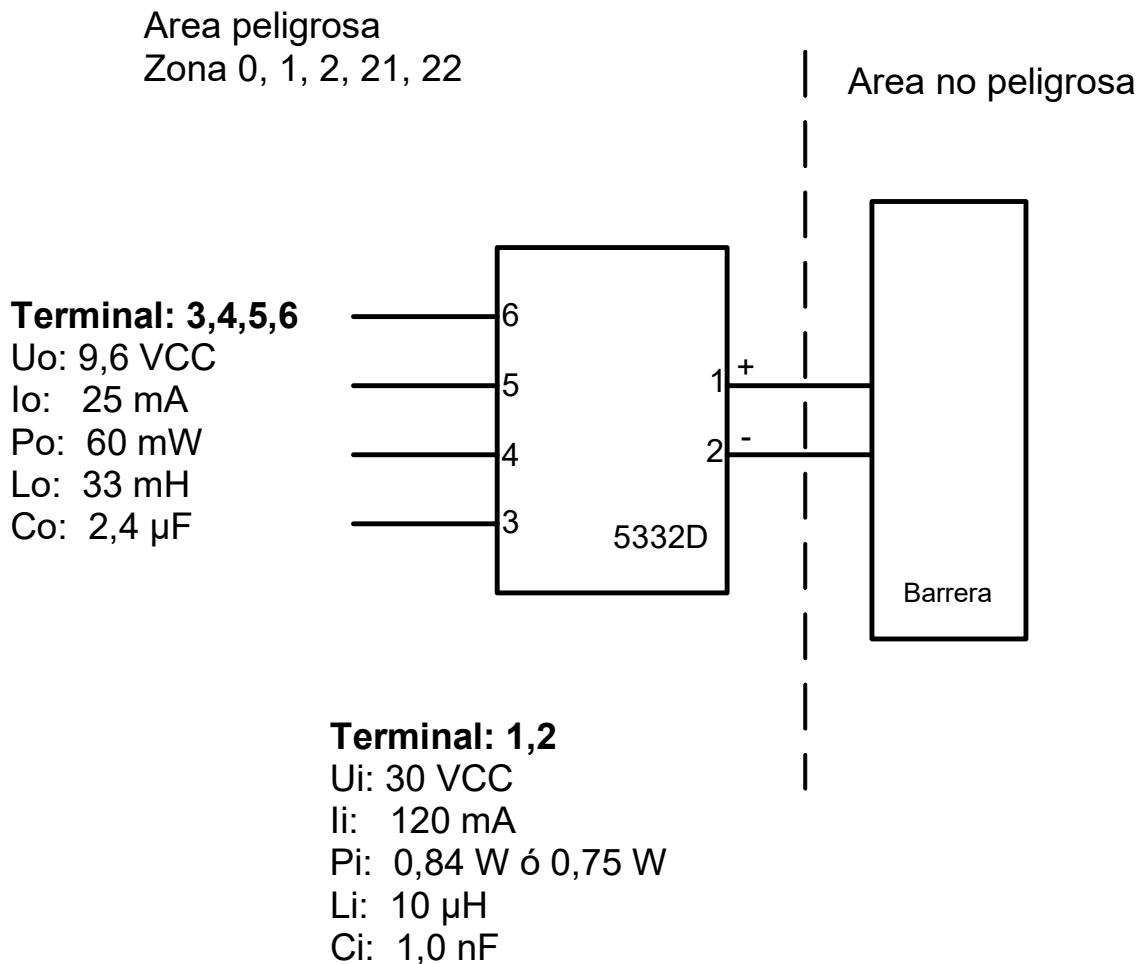 Area peligrosa
Zona 0, 1, 2, 21, 22
Area no peligrosa
Terminal: 3,4,5,6
Uo: 9,6 VCC
Io: 25 mA
Po: 60 mW
Lo: 33 mH
Co: 2,4 µF
6
5
4
3
1
+
2
-
5332D
Barrera
Terminal: 1,2
Ui: 30 VCC
Ii: 120 mA
Pi: 0,84 W ó 0,75 W
Li: 10 µH
Ci: 1,0 nF